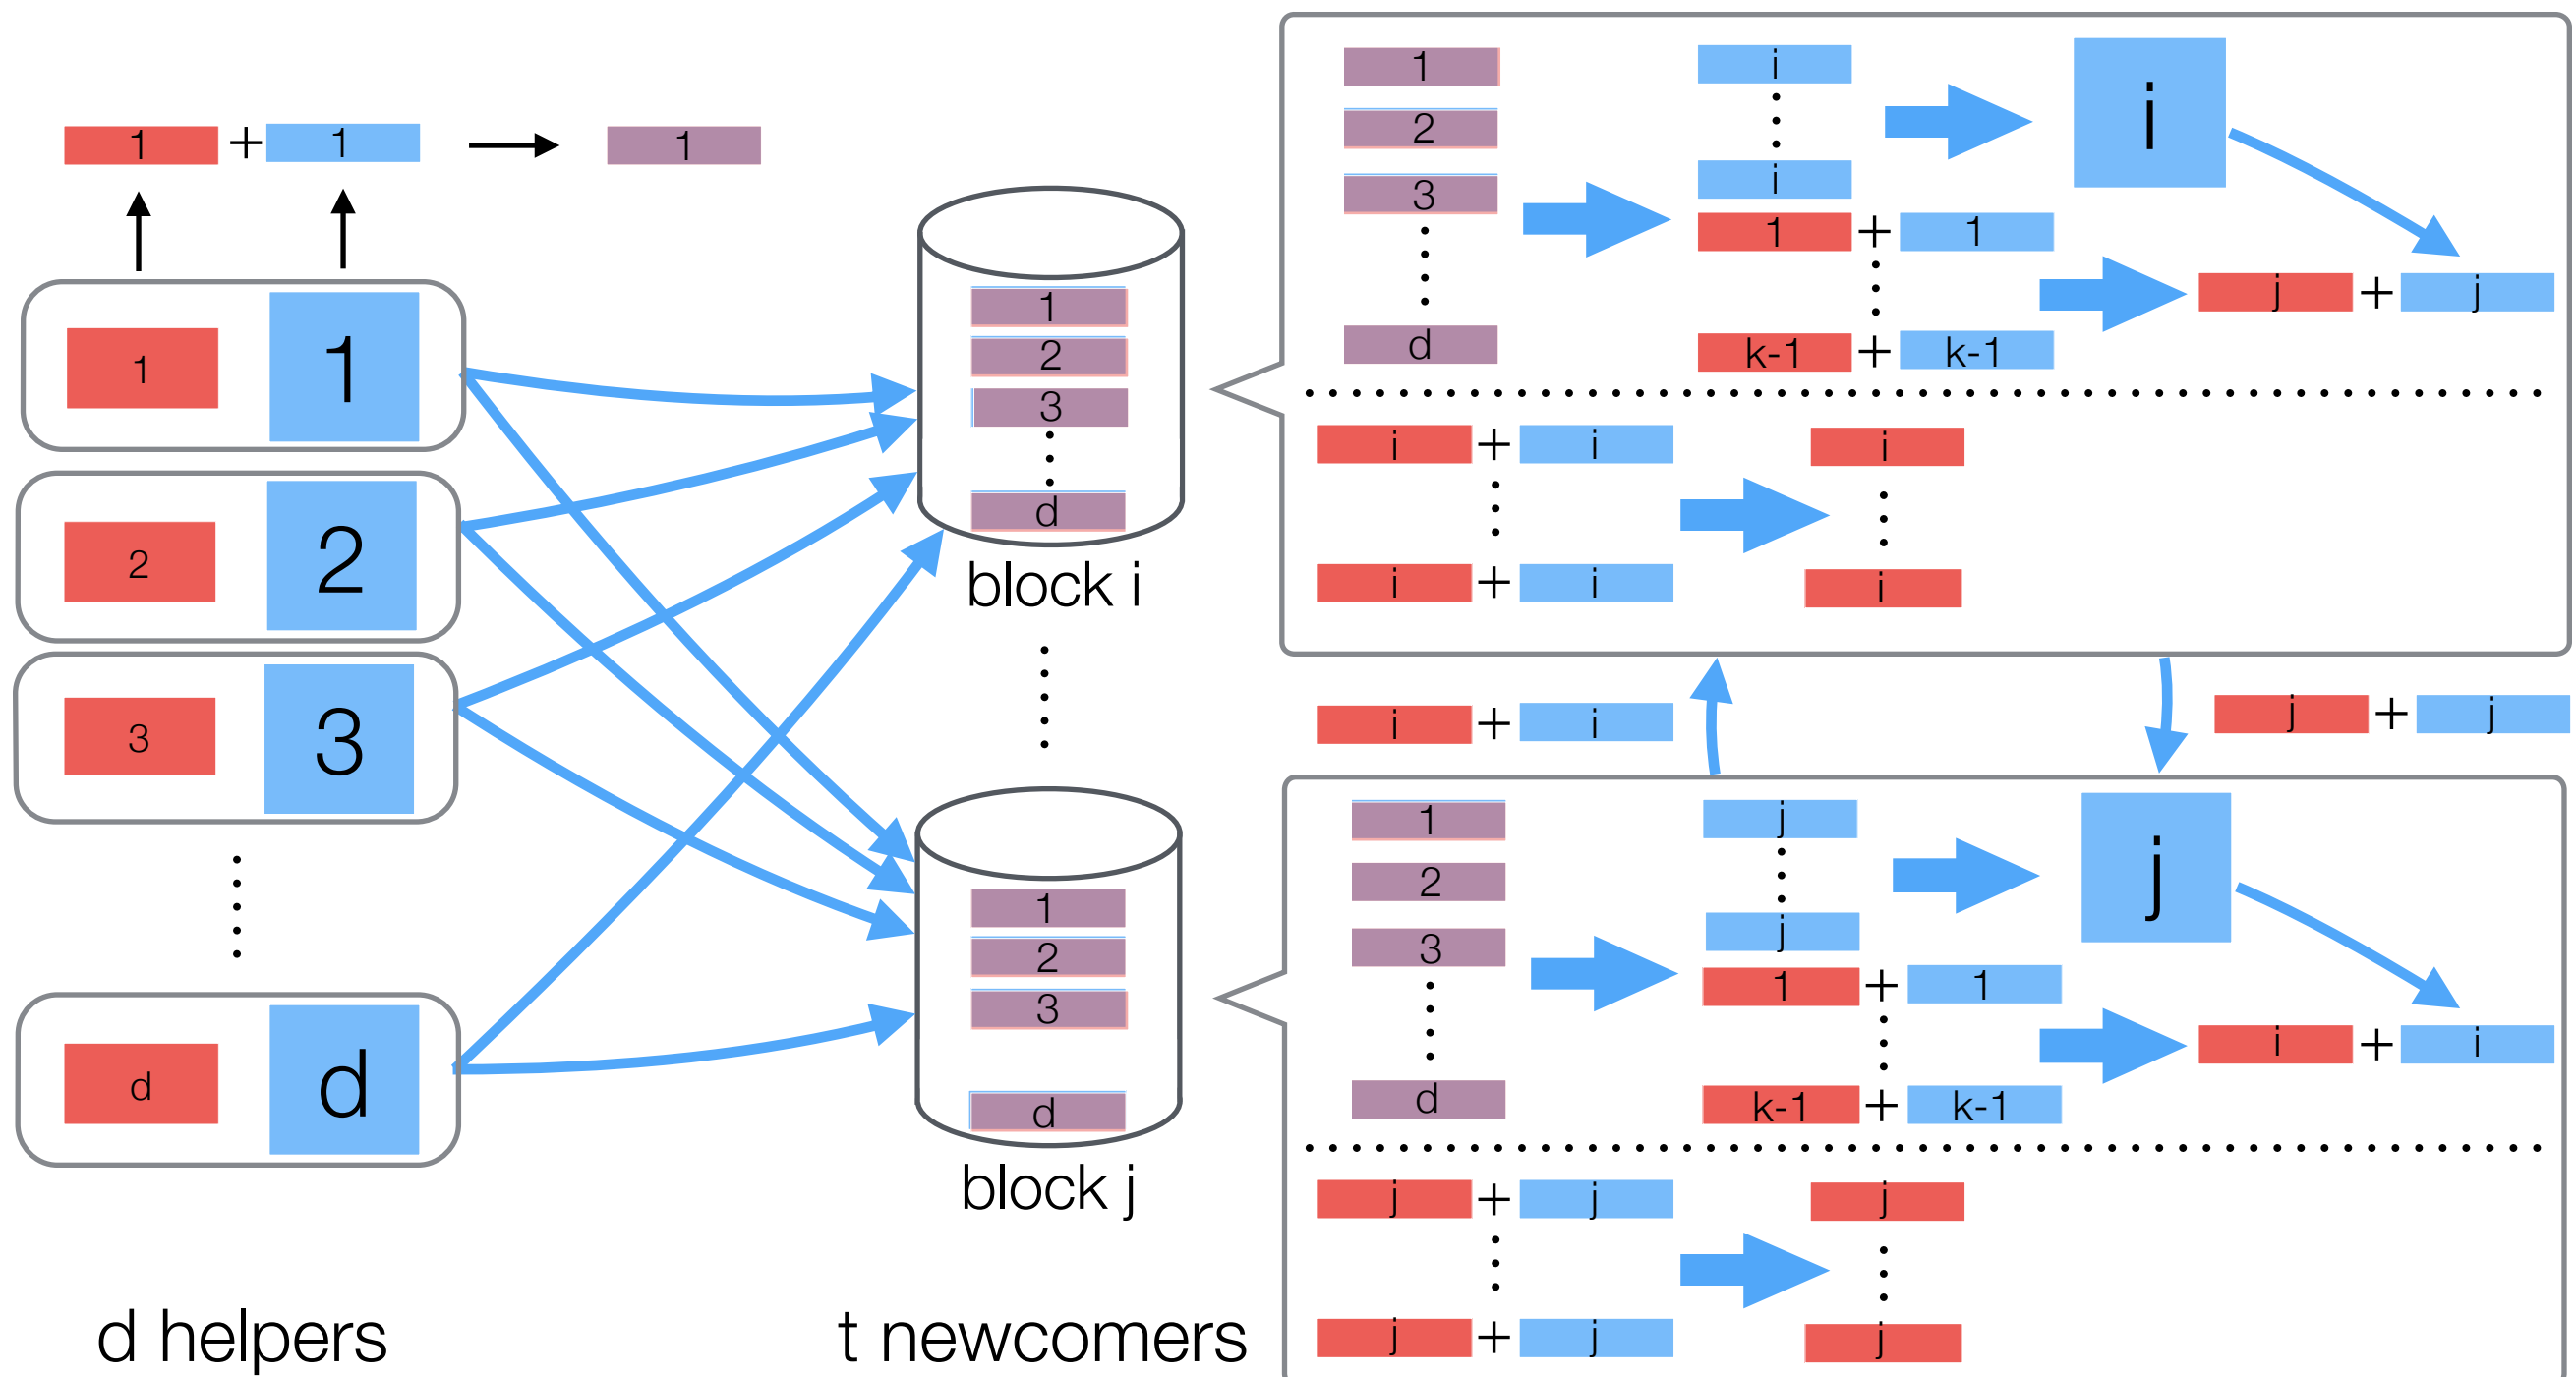 1 + 1 1
1 1
2 2
3 3
d d
d helpers
1
2
3
d
block i
1
2
3
d
block j
t newcomers
1
2
3
d
i
i
1 + 1
k-1 + k-1
i
j + j
i + i
i + i
i
i
i + i
j + j
1
2
3
d
j
j
1 + 1
k-1 + k-1
j
i + i
j + j
j + j
j
j